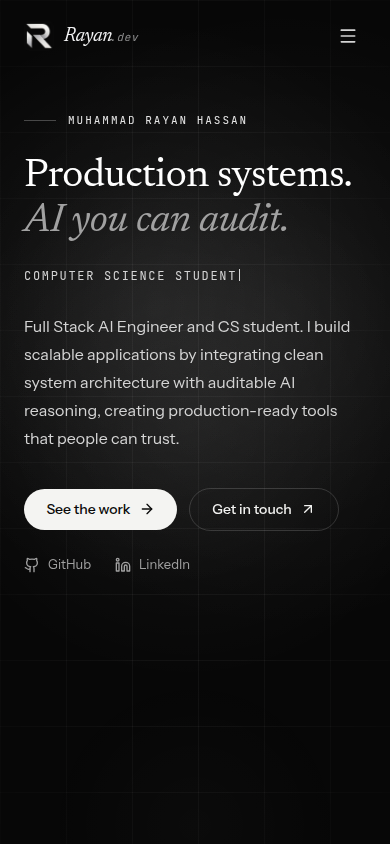 Rayan.dev
MUHAMMAD RAYAN HASSAN
Production systems.
AI you can audit.
COMPUTER SCIENCE STUDENT|
Full Stack AI Engineer and CS student. I build
scalable applications by integrating clean
system architecture with auditable AI
reasoning, creating production-ready tools
that people can trust.
See the work →
Get in touch ↗
GitHub
LinkedIn